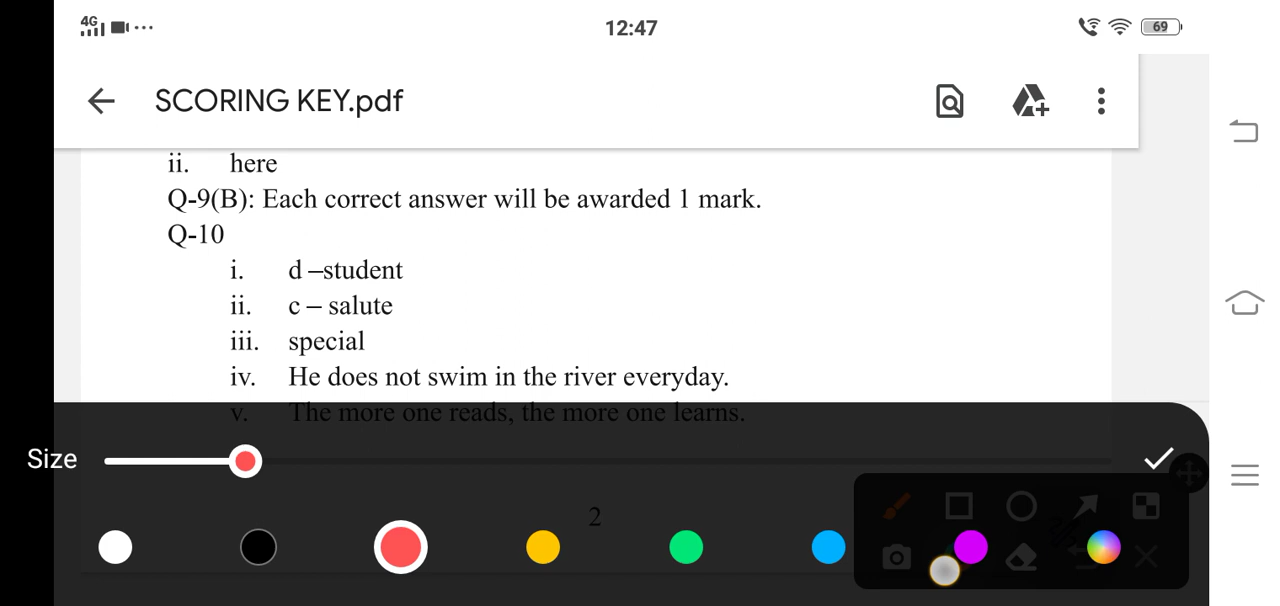 4G 12:47 69
SCORING KEY.pdf
ii. here
Q-9(B): Each correct answer will be awarded 1 mark.
Q-10
i. d –student
ii. c – salute
iii. special
iv. He does not swim in the river everyday.
v. The more one reads, the more one learns.
Size
2